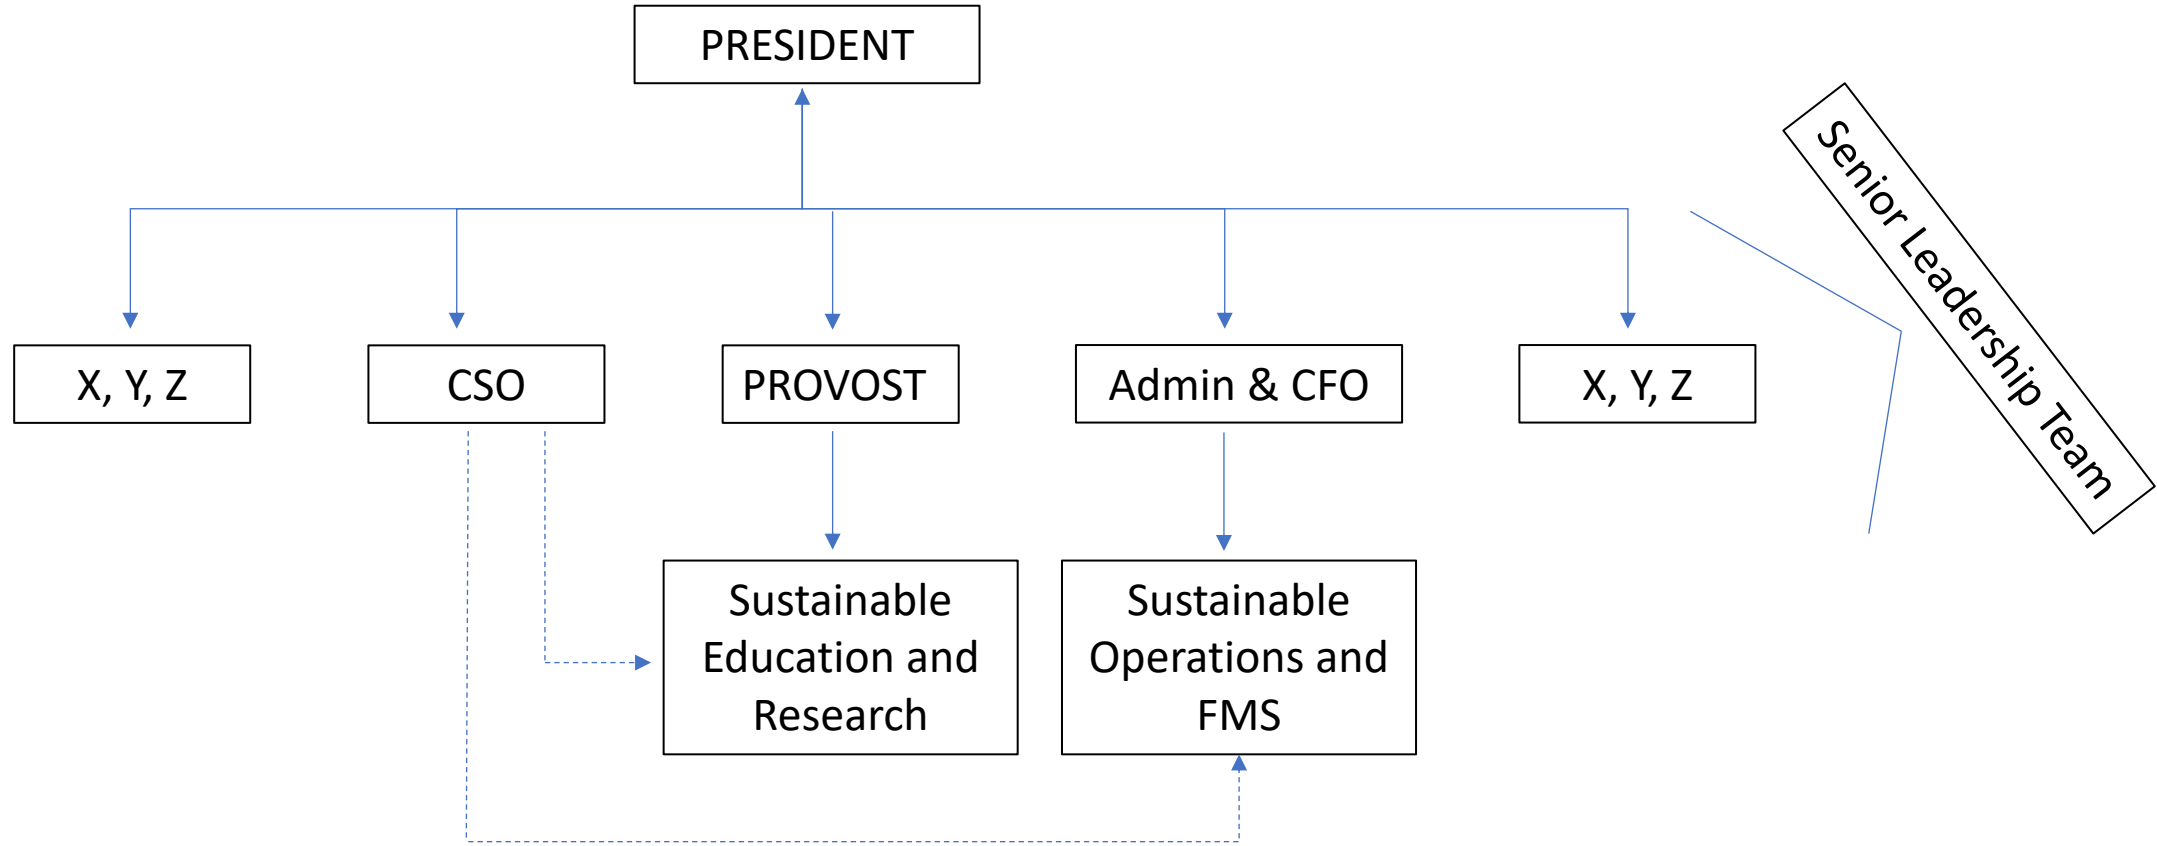 PRESIDENT
Senior Leadership Team
X, Y, Z
CSO
PROVOST
Admin & CFO
X, Y, Z
Sustainable
Education and
Research
Sustainable
Operations and
FMS